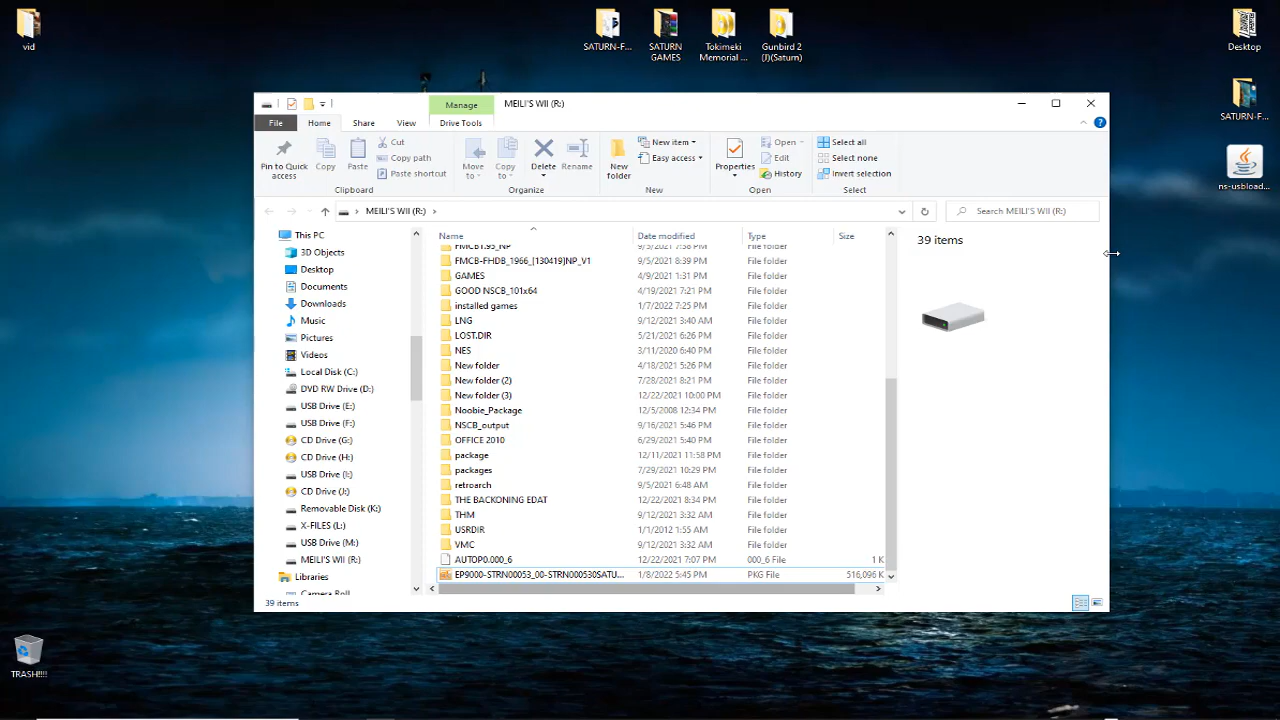 vid
SATURN-F...
SATURN
GAMES
Tokimeki
Memorial ...
Gunbird 2
(J)(Saturn)
Desktop
SATURN-F...
ns-usbload...
TRASH!!!!
Manage
MEILI'S WII (R:)
File
Home
Share
View
Drive Tools
Pin to Quick
access
Copy
Paste
Cut
Copy path
Paste shortcut
Clipboard
Move
to
Copy
to
Delete
Rename
Organize
New
folder
New item
Easy access
New
Properties
Open
Edit
History
Open
Select all
Select none
Invert selection
Select
MEILI'S WII (R:)
Search MEILI'S WII (R:)
This PC
3D Objects
Desktop
Documents
Downloads
Music
Pictures
Videos
Local Disk (C:)
DVD RW Drive (D:)
USB Drive (E:)
USB Drive (F:)
CD Drive (G:)
CD Drive (H:)
USB Drive (I:)
CD Drive (J:)
Removable Disk (K:)
X-FILES (L:)
USB Drive (M:)
MEILI'S WII (R:)
Libraries
Camera Roll
Name Date modified Type Size
FMCB1.95_NP 9/5/2021 7:58 PM File folder
FMCB-FHDB_1966_[130419]NP_V1 9/5/2021 8:39 PM File folder
GAMES 4/9/2021 1:31 PM File folder
GOOD NSCB_101x64 4/19/2021 7:21 PM File folder
installed games 1/7/2022 7:25 PM File folder
LNG 9/12/2021 3:40 AM File folder
LOST.DIR 5/21/2021 6:26 PM File folder
NES 3/11/2020 6:40 PM File folder
New folder 4/18/2021 5:26 PM File folder
New folder (2) 7/28/2021 8:21 PM File folder
New folder (3) 12/22/2021 10:00 PM File folder
Noobie_Package 12/5/2008 12:34 PM File folder
NSCB_output 9/16/2021 5:46 PM File folder
OFFICE 2010 6/29/2021 5:40 PM File folder
package 12/11/2021 11:58 PM File folder
packages 7/29/2021 10:29 PM File folder
retroarch 9/5/2021 6:48 AM File folder
THE BACKONING EDAT 12/22/2021 8:34 PM File folder
THM 9/12/2021 3:32 AM File folder
USRDIR 1/1/2012 1:55 AM File folder
VMC 9/12/2021 3:32 AM File folder
AUTOP0.000_6 12/22/2021 7:07 PM 000_6 File 1 K
EP9000-STRN00053_00-STRN000530SATU... 1/8/2022 5:45 PM PKG File 516,096 K
39 items
39 items